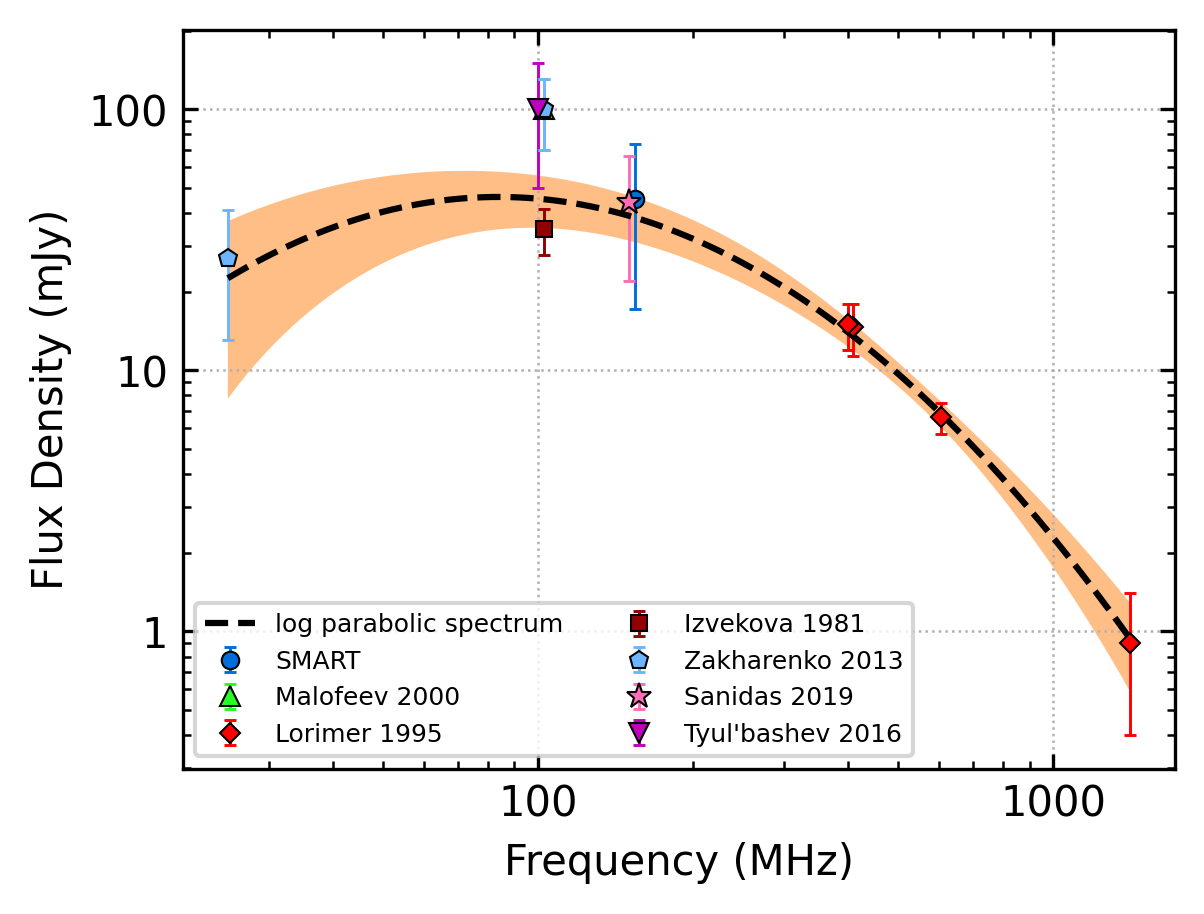 100
10
1
Flux Density (mJy)
log parabolic spectrum
SMART
Malofeev 2000
Lorimer 1995
Izvekova 1981
Zakharenko 2013
Sanidas 2019
Tyul'bashev 2016
100
1000
Frequency (MHz)